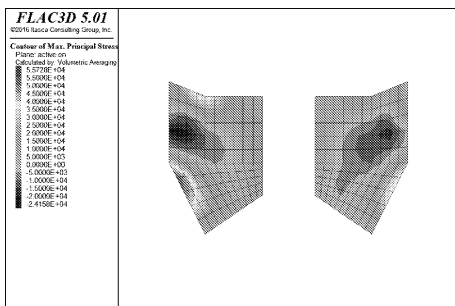 FLAC3D 5.01
©2016 Itasca Consulting Group, Inc.
Contour of Max. Principal Stress
Plane: active on
Calculated by: Volumetric Averaging
5.5728E+04
5.5000E+04
5.0000E+04
4.5000E+04
4.0000E+04
3.5000E+04
3.0000E+04
2.5000E+04
2.0000E+04
1.5000E+04
1.0000E+04
5.0000E+03
0.0000E+00
-5.0000E+03
-1.0000E+04
-1.5000E+04
-2.0000E+04
-2.4158E+04